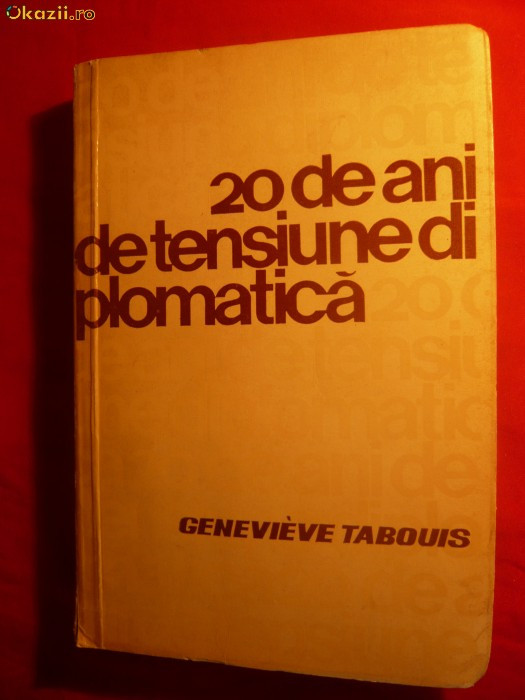 Okazii.ro
20 de ani
de tensiune di
plomatică
GENEVIÈVE TABOUIS